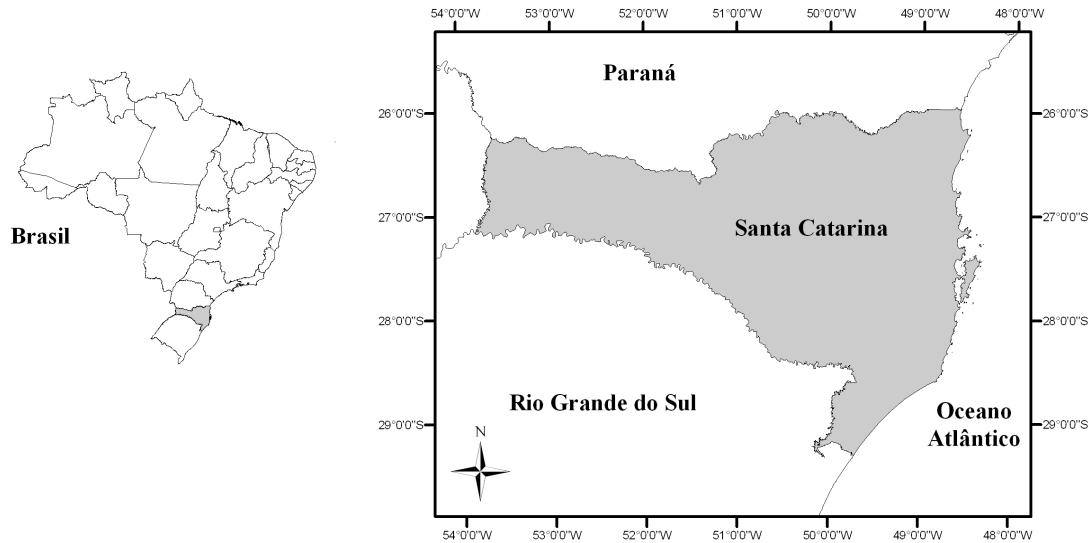 54°0'0"W 53°0'0"W 52°0'0"W 51°0'0"W 50°0'0"W 49°0'0"W 48°0'0"W
Paraná
26°0'0"S 26°0'0"S
27°0'0"S 27°0'0"S
Brasil
Santa Catarina
28°0'0"S 28°0'0"S
Rio Grande do Sul
Oceano
Atlântico
29°0'0"S 29°0'0"S
N
54°0'0"W 53°0'0"W 52°0'0"W 51°0'0"W 50°0'0"W 49°0'0"W 48°0'0"W